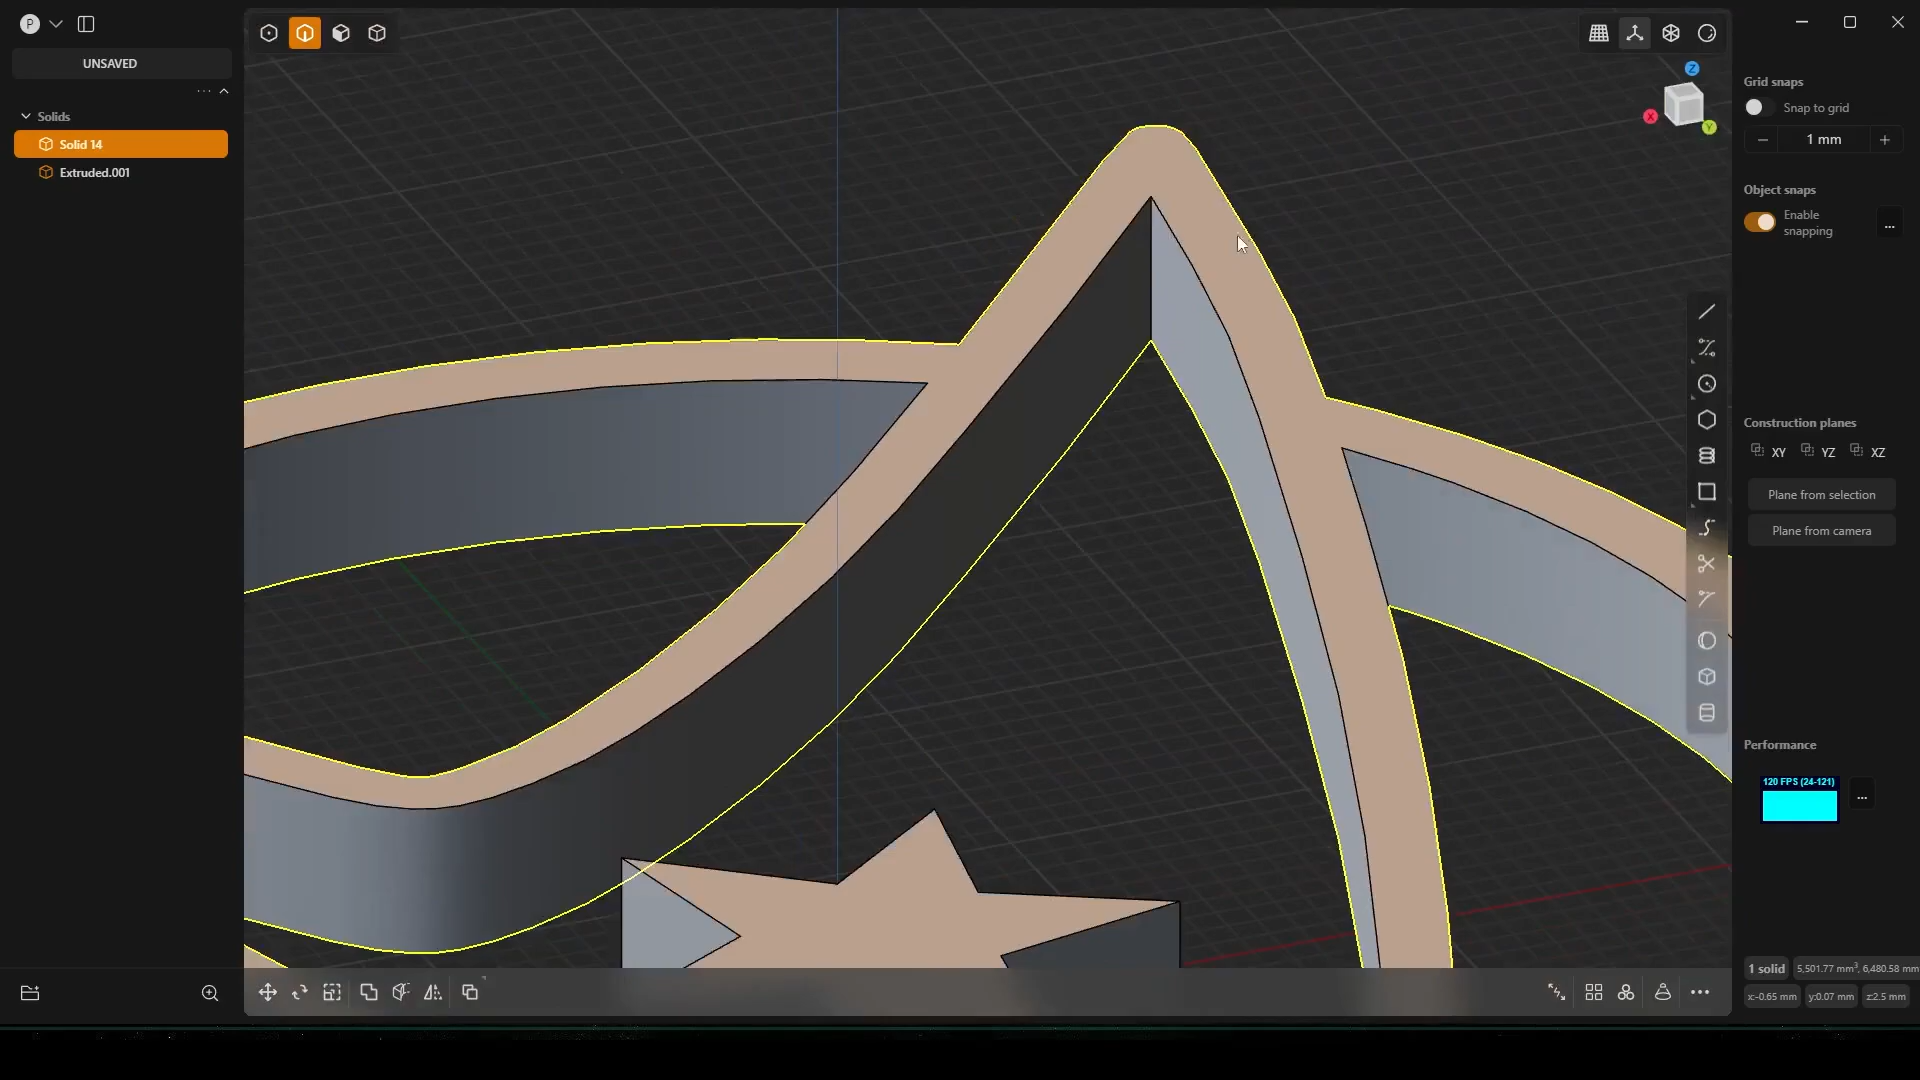 P
UNSAVED
Solids
Solid 14
Extruded.001
Z
X
Y
Grid snaps
Snap to grid
1 mm
Object snaps
Enable
snapping
Construction planes
XY YZ XZ
Plane from selection
Plane from camera
Performance
120 FPS (24-121)
1 solid 5,501.77 mm³, 6,480.58 mm
x:-0.65 mm y:0.07 mm z:2.5 mm